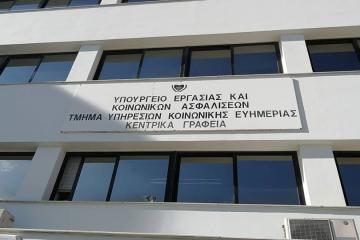 ΥΠΟΥΡΓΕΙΟ ΕΡΓΑΣΙΑΣ ΚΑΙ
ΚΟΙΝΩΝΙΚΩΝ ΑΣΦΑΛΙΣΕΩΝ
ΤΜΗΜΑ ΥΠΗΡΕΣΙΩΝ ΚΟΙΝΩΝΙΚΗΣ ΕΥΗΜΕΡΙΑΣ
ΚΕΝΤΡΙΚΑ ΓΡΑΦΕΙΑ